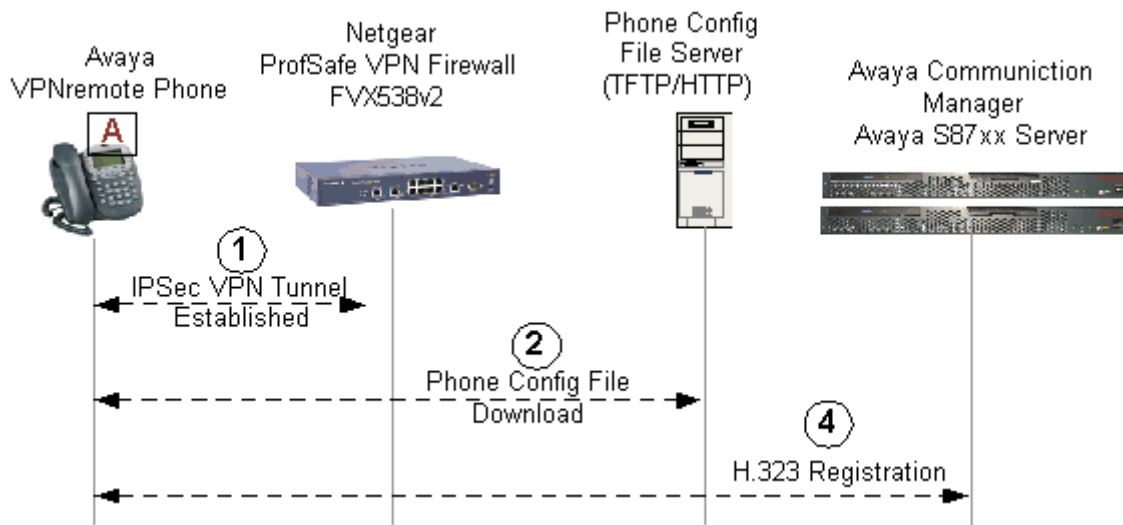 Avaya
VPNremote Phone
A
Netgear
ProfSafe VPN Firewall
FVX538v2
Phone Config
File Server
(TFTP/HTTP)
Avaya Communiction
Manager
Avaya S87xx Server
1
IPSec VPN Tunnel
Established
2
Phone Config File
Download
4
H.323 Registration